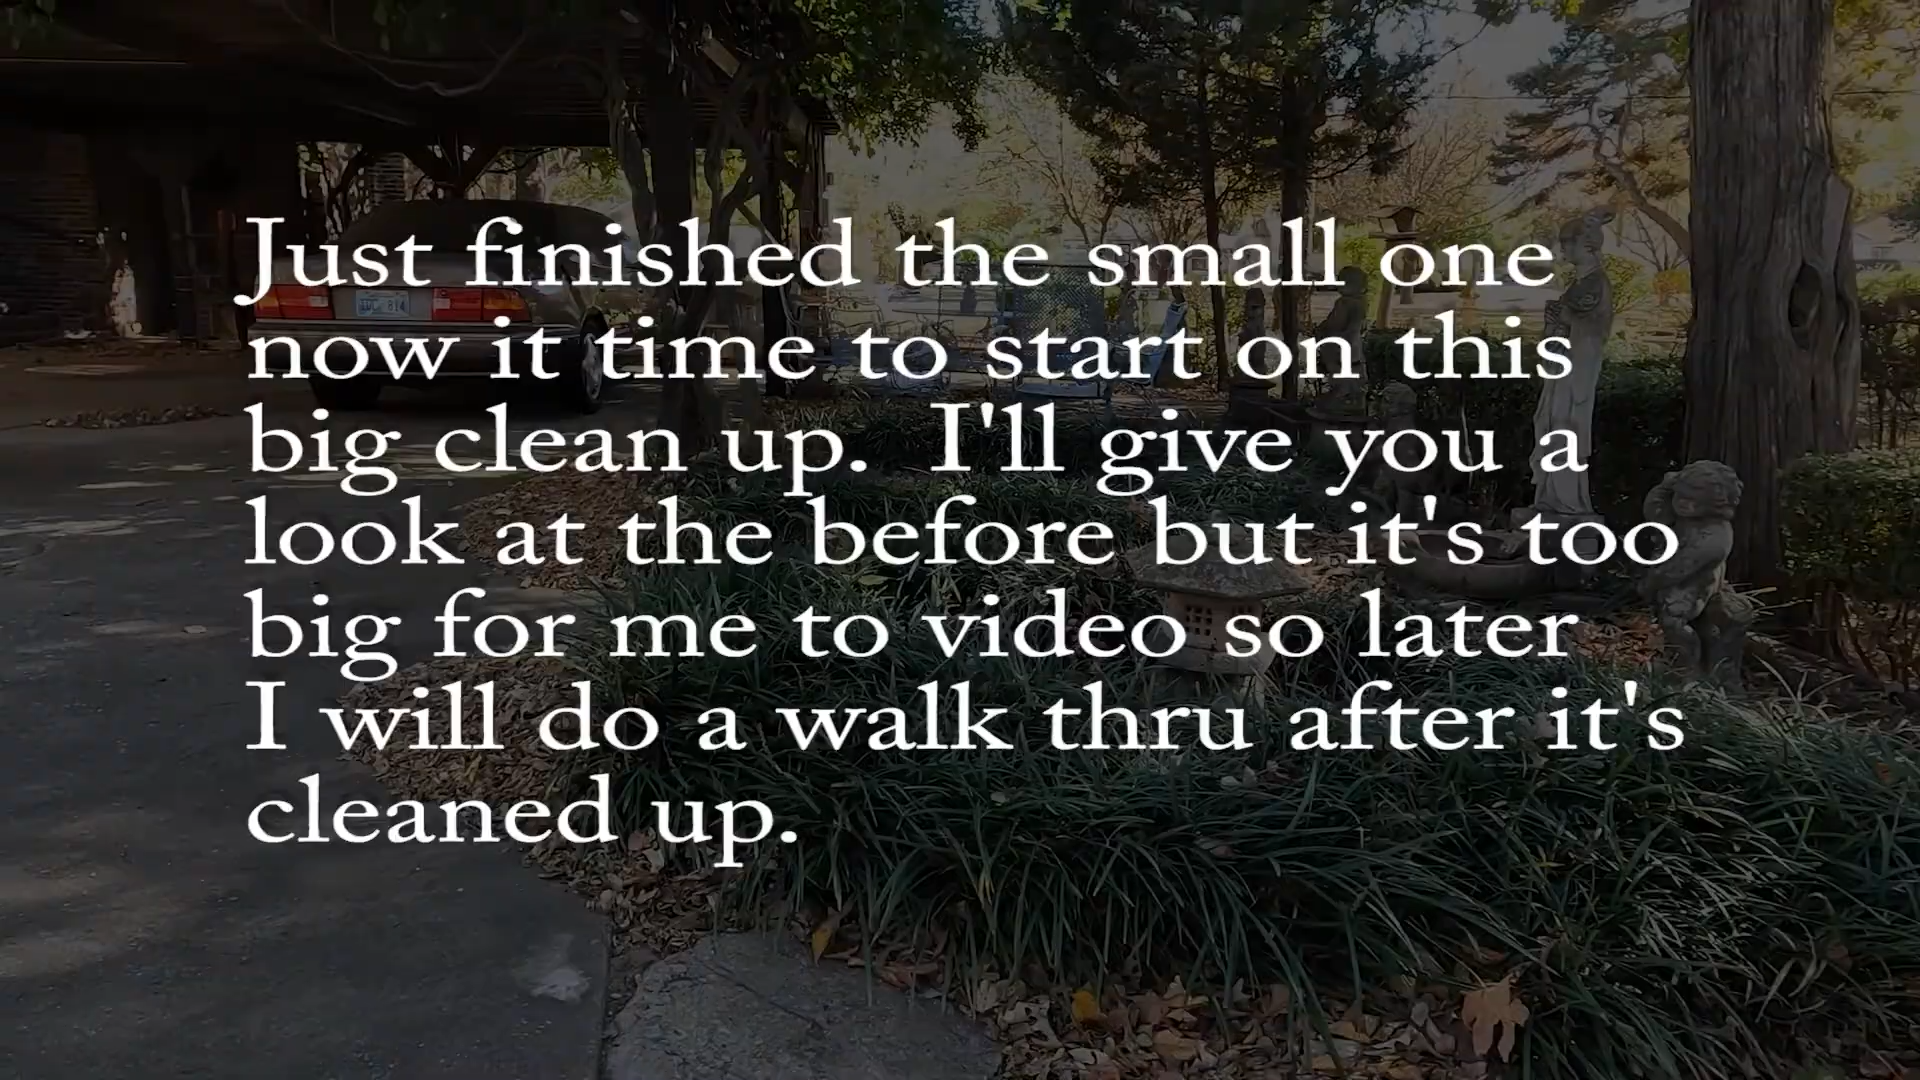 Just finished the small one
now it time to start on this
big clean up.  I'll give you a
look at the before but it's too
big for me to video so later
I will do a walk thru after it's
cleaned up.